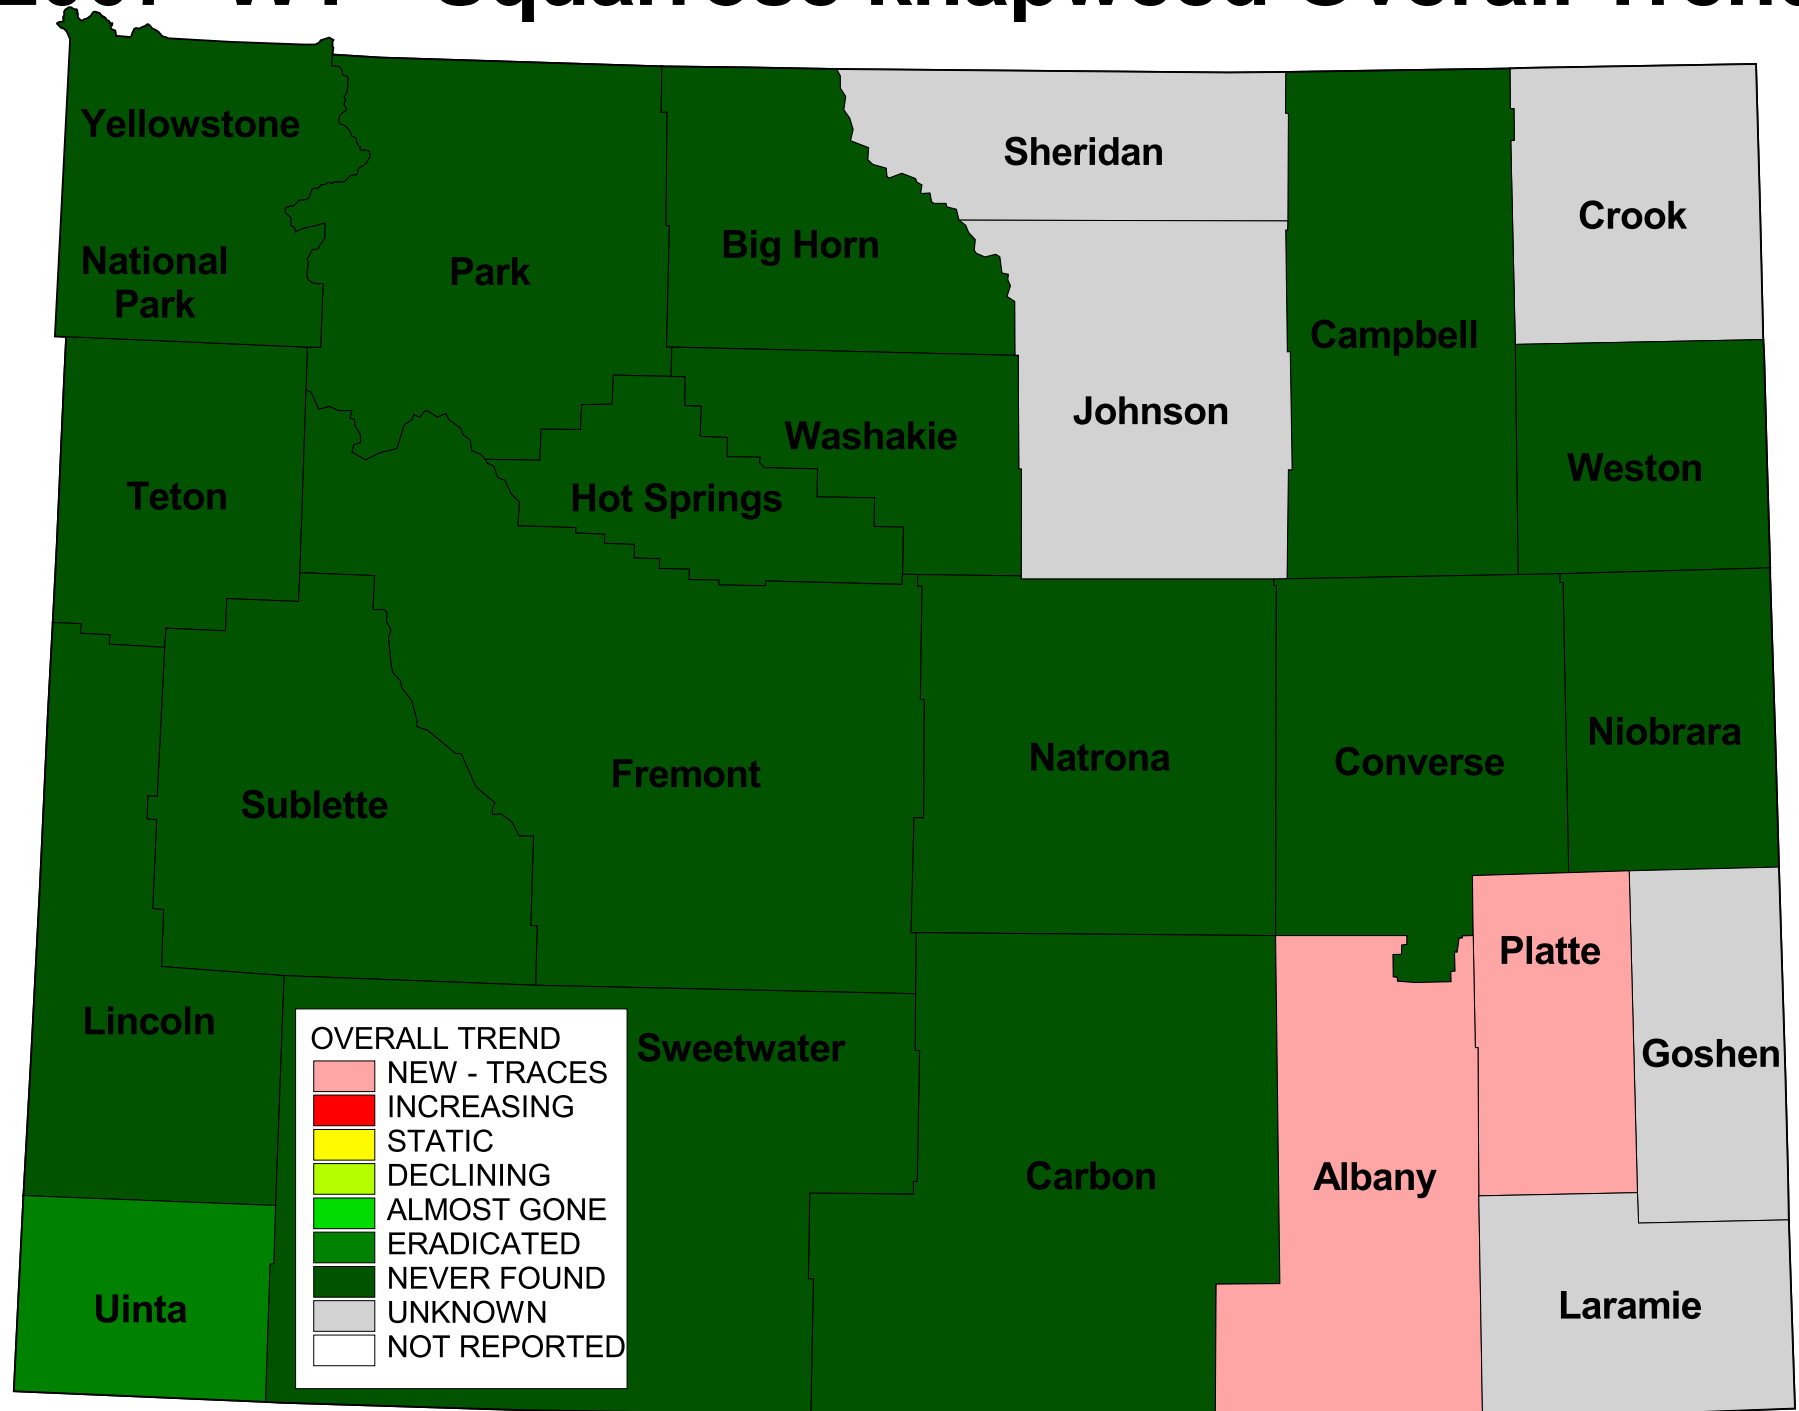 Yellowstone
National
Park
Park
Big Horn
Sheridan
Crook
Campbell
Johnson
Washakie
Weston
Teton
Hot Springs
Niobrara
Natrona
Converse
Fremont
Sublette
Platte
Lincoln
Sweetwater
Goshen
Carbon
Albany
Uinta
Laramie
OVERALL TREND
NEW - TRACES
INCREASING
STATIC
DECLINING
ALMOST GONE
ERADICATED
NEVER FOUND
UNKNOWN
NOT REPORTED